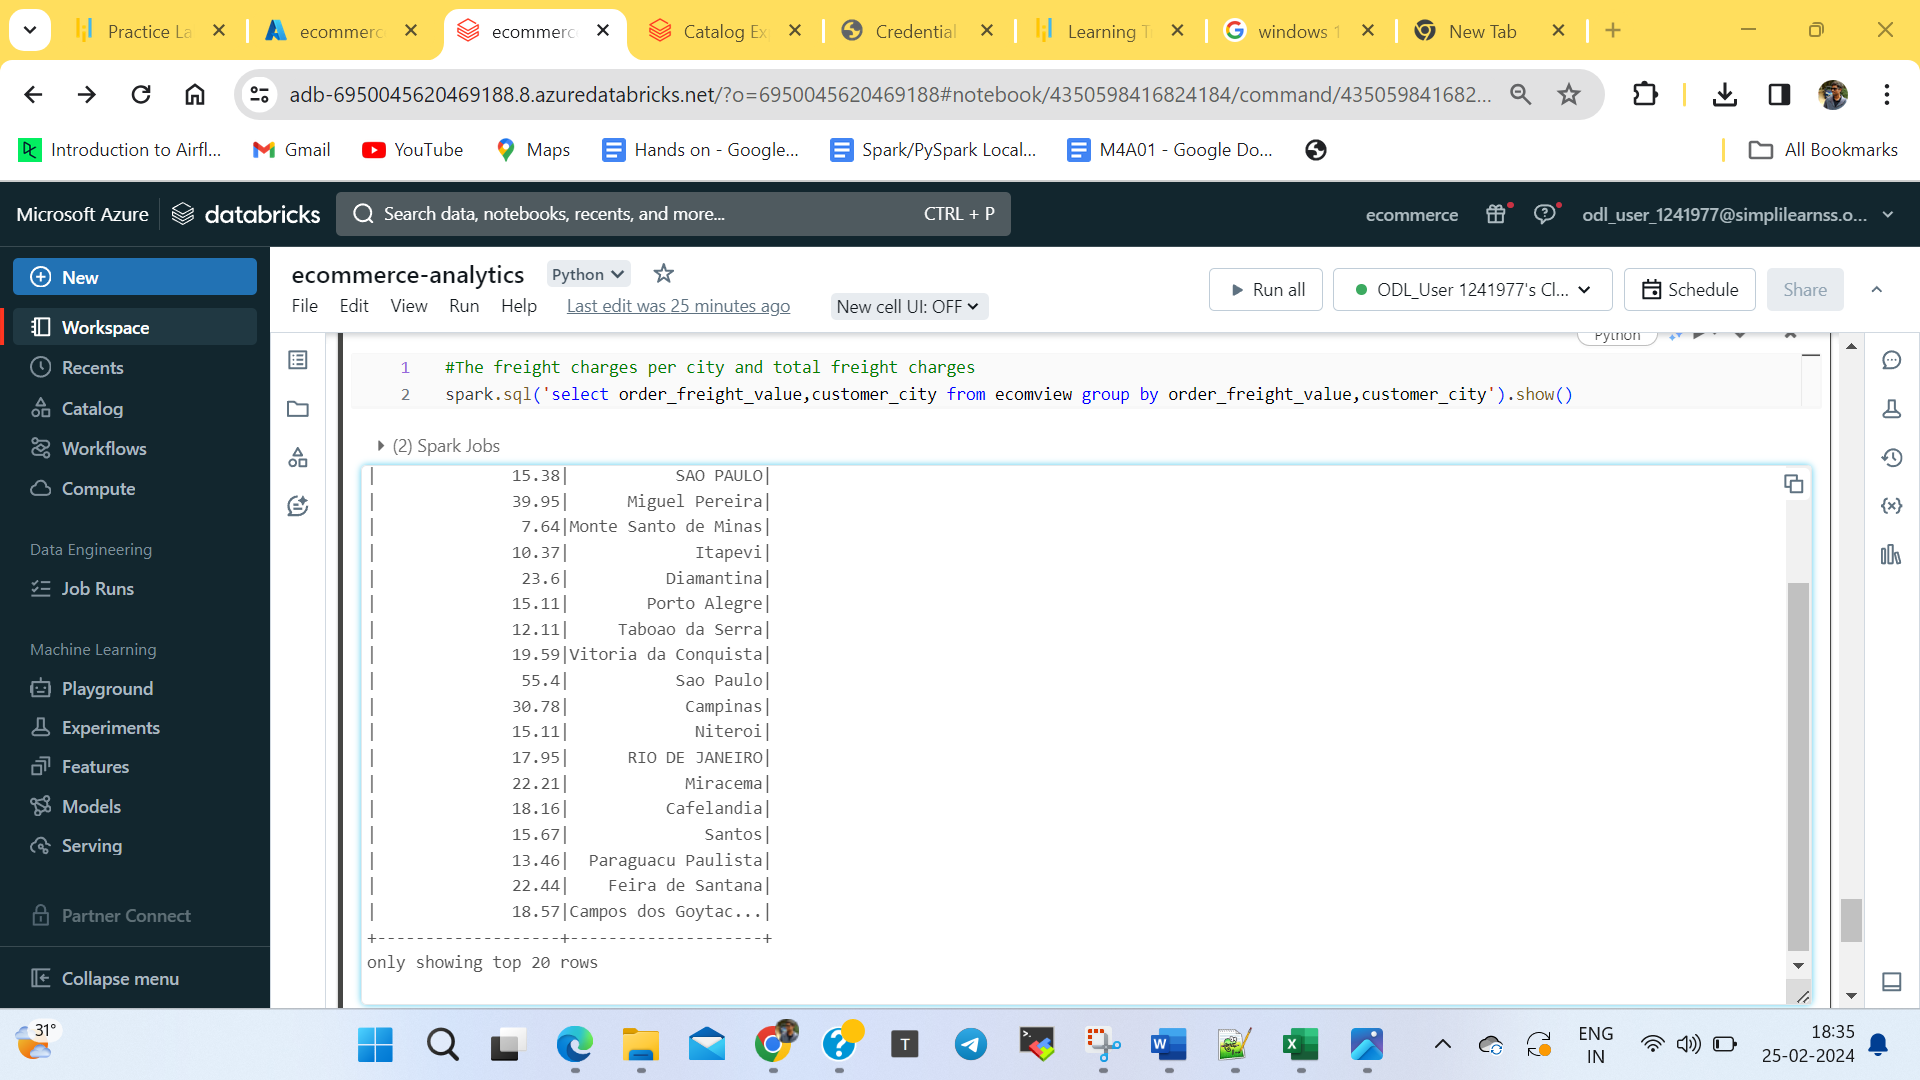 Practice La
ecommerc
ecommerc
Catalog Ex
Credential
Learning T
windows 1
New Tab
adb-6950045620469188.8.azuredatabricks.net/?o=6950045620469188#notebook/4350598416824184/command/435059841682...
Introduction to Airfl...
Gmail
YouTube
Maps
Hands on - Google...
Spark/PySpark Local...
M4A01 - Google Do...
All Bookmarks
Microsoft Azure
databricks
Search data, notebooks, recents, and more...
CTRL + P
ecommerce
odl_user_1241977@simplilearnss.o...
New
Workspace
Recents
Catalog
Workflows
Compute
Data Engineering
Job Runs
Machine Learning
Playground
Experiments
Features
Models
Serving
Partner Connect
Collapse menu
ecommerce-analytics
Python
File Edit View Run Help
Last edit was 25 minutes ago
New cell UI: OFF
Run all
ODL_User 1241977's Cl...
Schedule
Share
Python
1 #The freight charges per city and total freight charges
2 spark.sql('select order_freight_value,customer_city from ecomview group by order_freight_value,customer_city').show()
(2) Spark Jobs
| 15.38| SAO PAULO|
| 39.95| Miguel Pereira|
| 7.64|Monte Santo de Minas|
| 10.37| Itapevi|
| 23.6| Diamantina|
| 15.11| Porto Alegre|
| 12.11| Taboao da Serra|
| 19.59|Vitoria da Conquista|
| 55.4| Sao Paulo|
| 30.78| Campinas|
| 15.11| Niteroi|
| 17.95| RIO DE JANEIRO|
| 22.21| Miracema|
| 18.16| Cafelandia|
| 15.67| Santos|
| 13.46| Paraguacu Paulista|
| 22.44| Feira de Santana|
| 18.57|Campos dos Goytac...|
+-------------------+--------------------+
only showing top 20 rows
31°
ENG
IN
18:35
25-02-2024